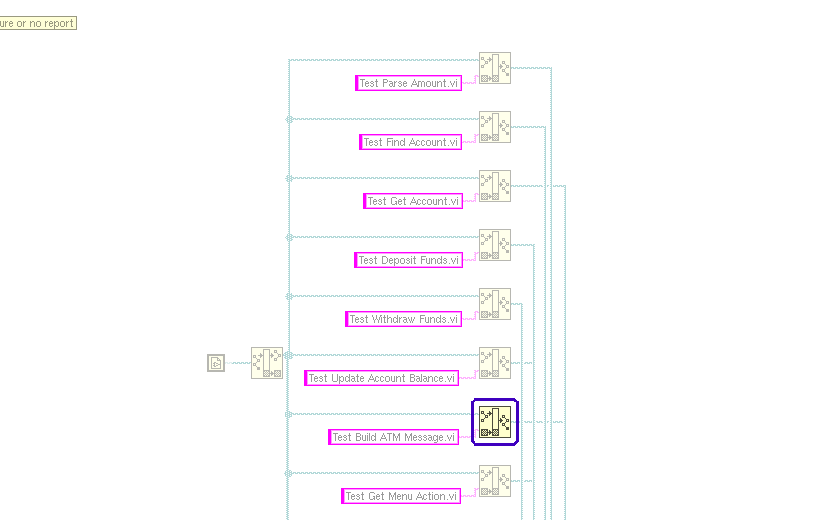 ure or no report
Test Parse Amount.vi
Test Find Account.vi
Test Get Account.vi
Test Deposit Funds.vi
Test Withdraw Funds.vi
Test Update Account Balance.vi
Test Build ATM Message.vi
Test Get Menu Action.vi